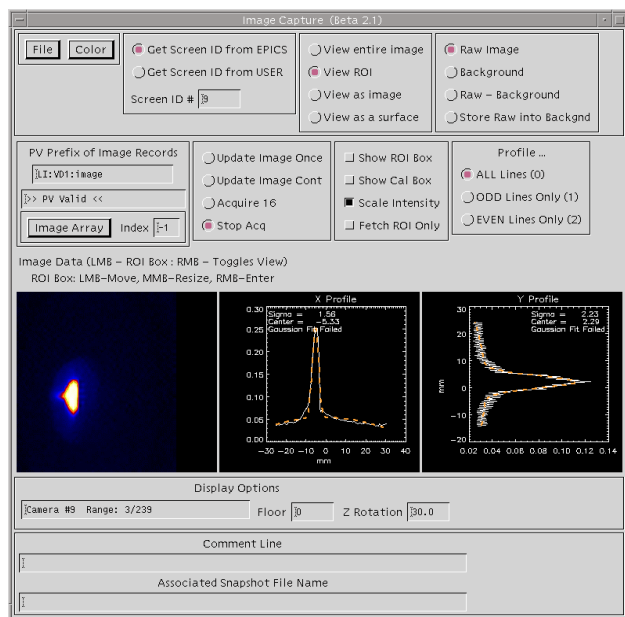 Image Capture (Beta 2.1)
File Color
Get Screen ID from EPICS
Get Screen ID from USER
Screen ID # 9
View entire image
View ROI
View as image
View as a surface
Raw Image
Background
Raw - Background
Store Raw into Backgnd
PV Prefix of Image Records
LI:VD1:image
>> PV Valid <<
Image Array Index -1
Update Image Once
Update Image Cont
Acquire 16
Stop Acq
Show ROI Box
Show Cal Box
Scale Intensity
Fetch ROI Only
Profile ...
ALL Lines (0)
ODD Lines Only (1)
EVEN Lines Only (2)
Image Data (LMB - ROI Box : RMB - Toggles View)
ROI Box: LMB-Move, MMB-Resize, RMB-Enter
X Profile
Sigma = 1.56
Center = -5.33
Gaussian Fit Failed
0.30
0.25
0.20
0.15
0.10
0.05
0.00
-30 -20 -10 0 10 20 30 40
mm
Y Profile
Sigma = 2.23
Center = 2.29
Gaussian Fit Failed
30
20
10
0
-10
-20
mm
0.02 0.04 0.06 0.08 0.10 0.12 0.14
Display Options
Camera #9 Range: 3/239
Floor 0
Z Rotation 30.0
Comment Line
Associated Snapshot File Name